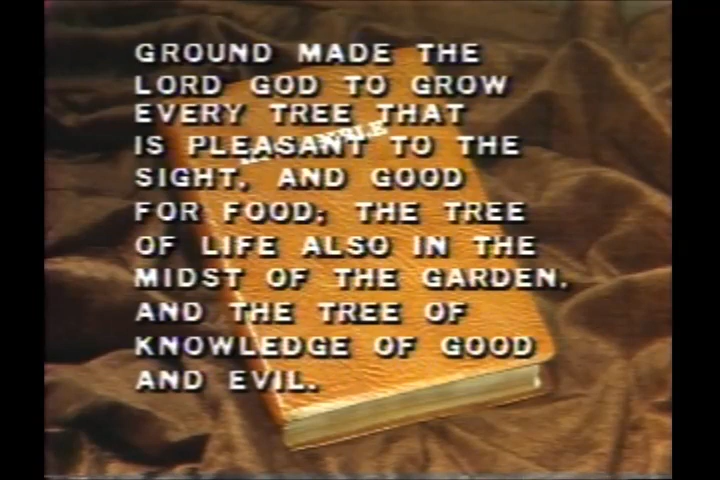 GROUND MADE THE
LORD GOD TO GROW
EVERY TREE THAT
IS PLEASANT TO THE
SIGHT, AND GOOD
FOR FOOD; THE TREE
OF LIFE ALSO IN THE
MIDST OF THE GARDEN,
AND THE TREE OF
KNOWLEDGE OF GOOD
AND EVIL.